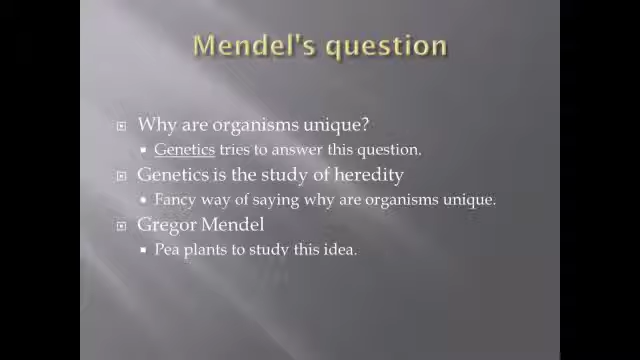 Mendel's question
Why are organisms unique?
Genetics tries to answer this question.
Genetics is the study of heredity
Fancy way of saying why are organisms unique.
Gregor Mendel
Pea plants to study this idea.